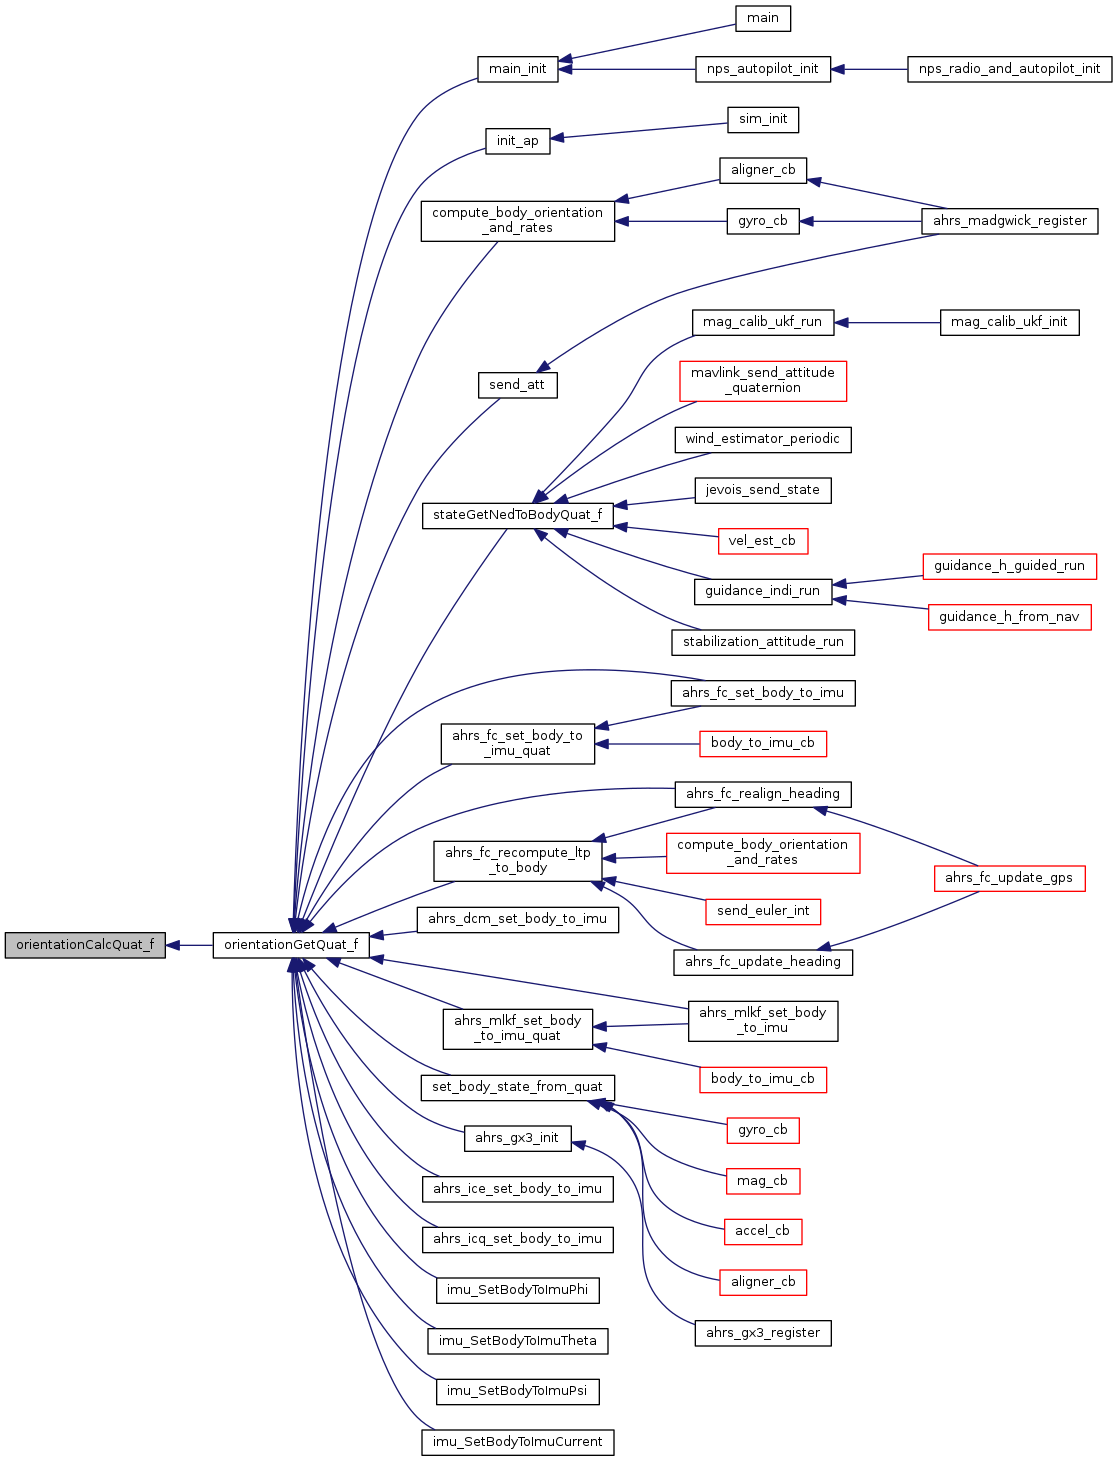 main
main_init
nps_autopilot_init
nps_radio_and_autopilot_init
sim_init
init_ap
aligner_cb
compute_body_orientation
_and_rates
gyro_cb
ahrs_madgwick_register
mag_calib_ukf_run
mag_calib_ukf_init
send_att
mavlink_send_attitude
_quaternion
wind_estimator_periodic
jevois_send_state
stateGetNedToBodyQuat_f
vel_est_cb
guidance_h_guided_run
guidance_indi_run
guidance_h_from_nav
stabilization_attitude_run
ahrs_fc_set_body_to_imu
ahrs_fc_set_body_to
_imu_quat
body_to_imu_cb
ahrs_fc_realign_heading
ahrs_fc_recompute_ltp
_to_body
compute_body_orientation
_and_rates
ahrs_fc_update_gps
send_euler_int
ahrs_dcm_set_body_to_imu
orientationCalcQuat_f
orientationGetQuat_f
ahrs_fc_update_heading
ahrs_mlkf_set_body
_to_imu
ahrs_mlkf_set_body
_to_imu_quat
body_to_imu_cb
set_body_state_from_quat
gyro_cb
ahrs_gx3_init
mag_cb
ahrs_ice_set_body_to_imu
accel_cb
ahrs_icq_set_body_to_imu
aligner_cb
imu_SetBodyToImuPhi
ahrs_gx3_register
imu_SetBodyToImuTheta
imu_SetBodyToImuPsi
imu_SetBodyToImuCurrent